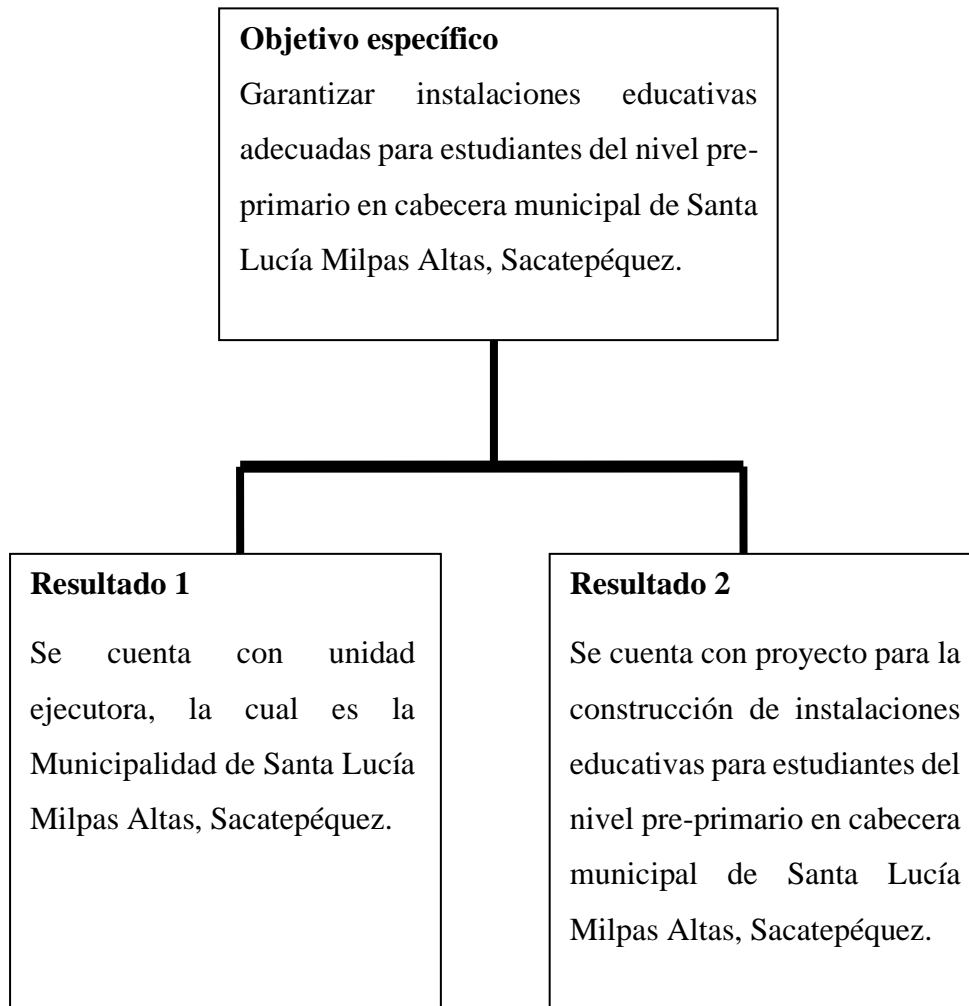 Objetivo específico
Garantizar instalaciones educativas
adecuadas para estudiantes del nivel pre-
primario en cabecera municipal de Santa
Lucía Milpas Altas, Sacatepéquez.
Resultado 1
Se cuenta con unidad
ejecutora, la cual es la
Municipalidad de Santa Lucía
Milpas Altas, Sacatepéquez.
Resultado 2
Se cuenta con proyecto para la
construcción de instalaciones
educativas para estudiantes del
nivel pre-primario en cabecera
municipal de Santa Lucía
Milpas Altas, Sacatepéquez.